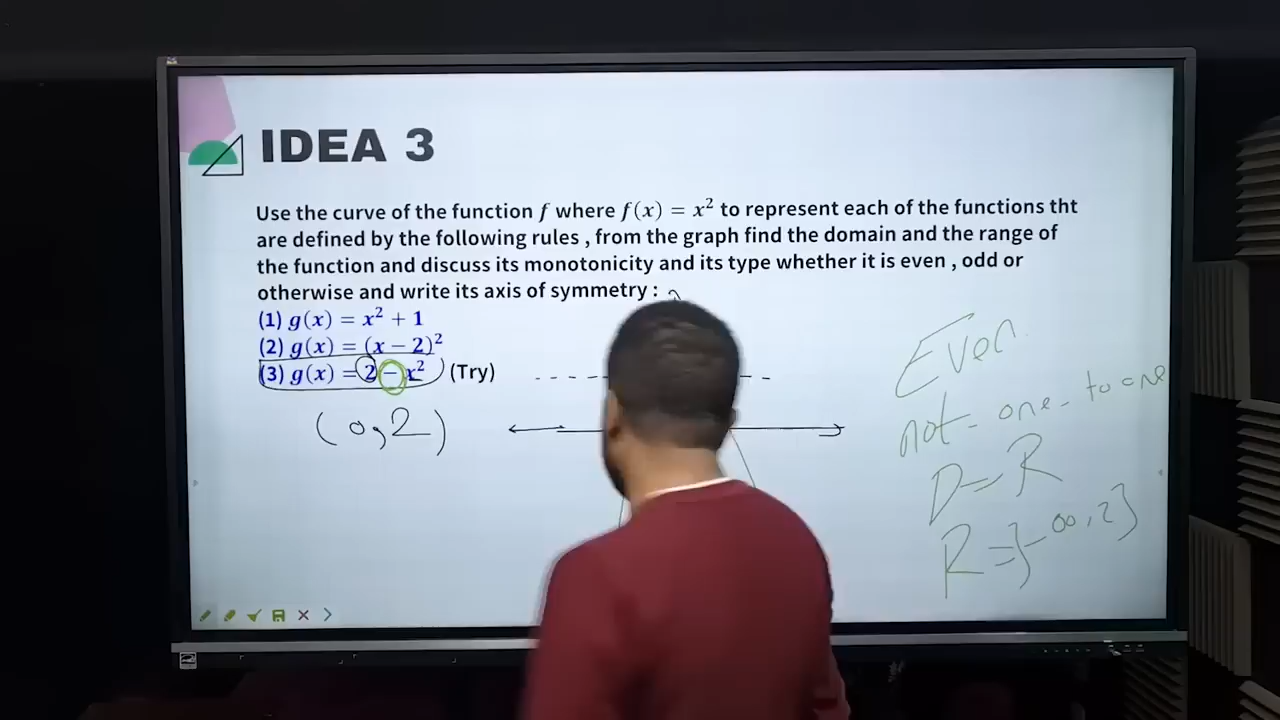 IDEA 3
Use the curve of the function f where f(x) = x² to represent each of the functions tht
are defined by the following rules , from the graph find the domain and the range of
the function and discuss its monotonicity and its type whether it is even , odd or
otherwise and write its axis of symmetry :
(1) g(x) = x² + 1
(2) g(x) = (x − 2)²
(3) g(x) = 2 − x² (Try)
(0,2)
Even
not - one - to one
D = R
R = ]-∞, 2]